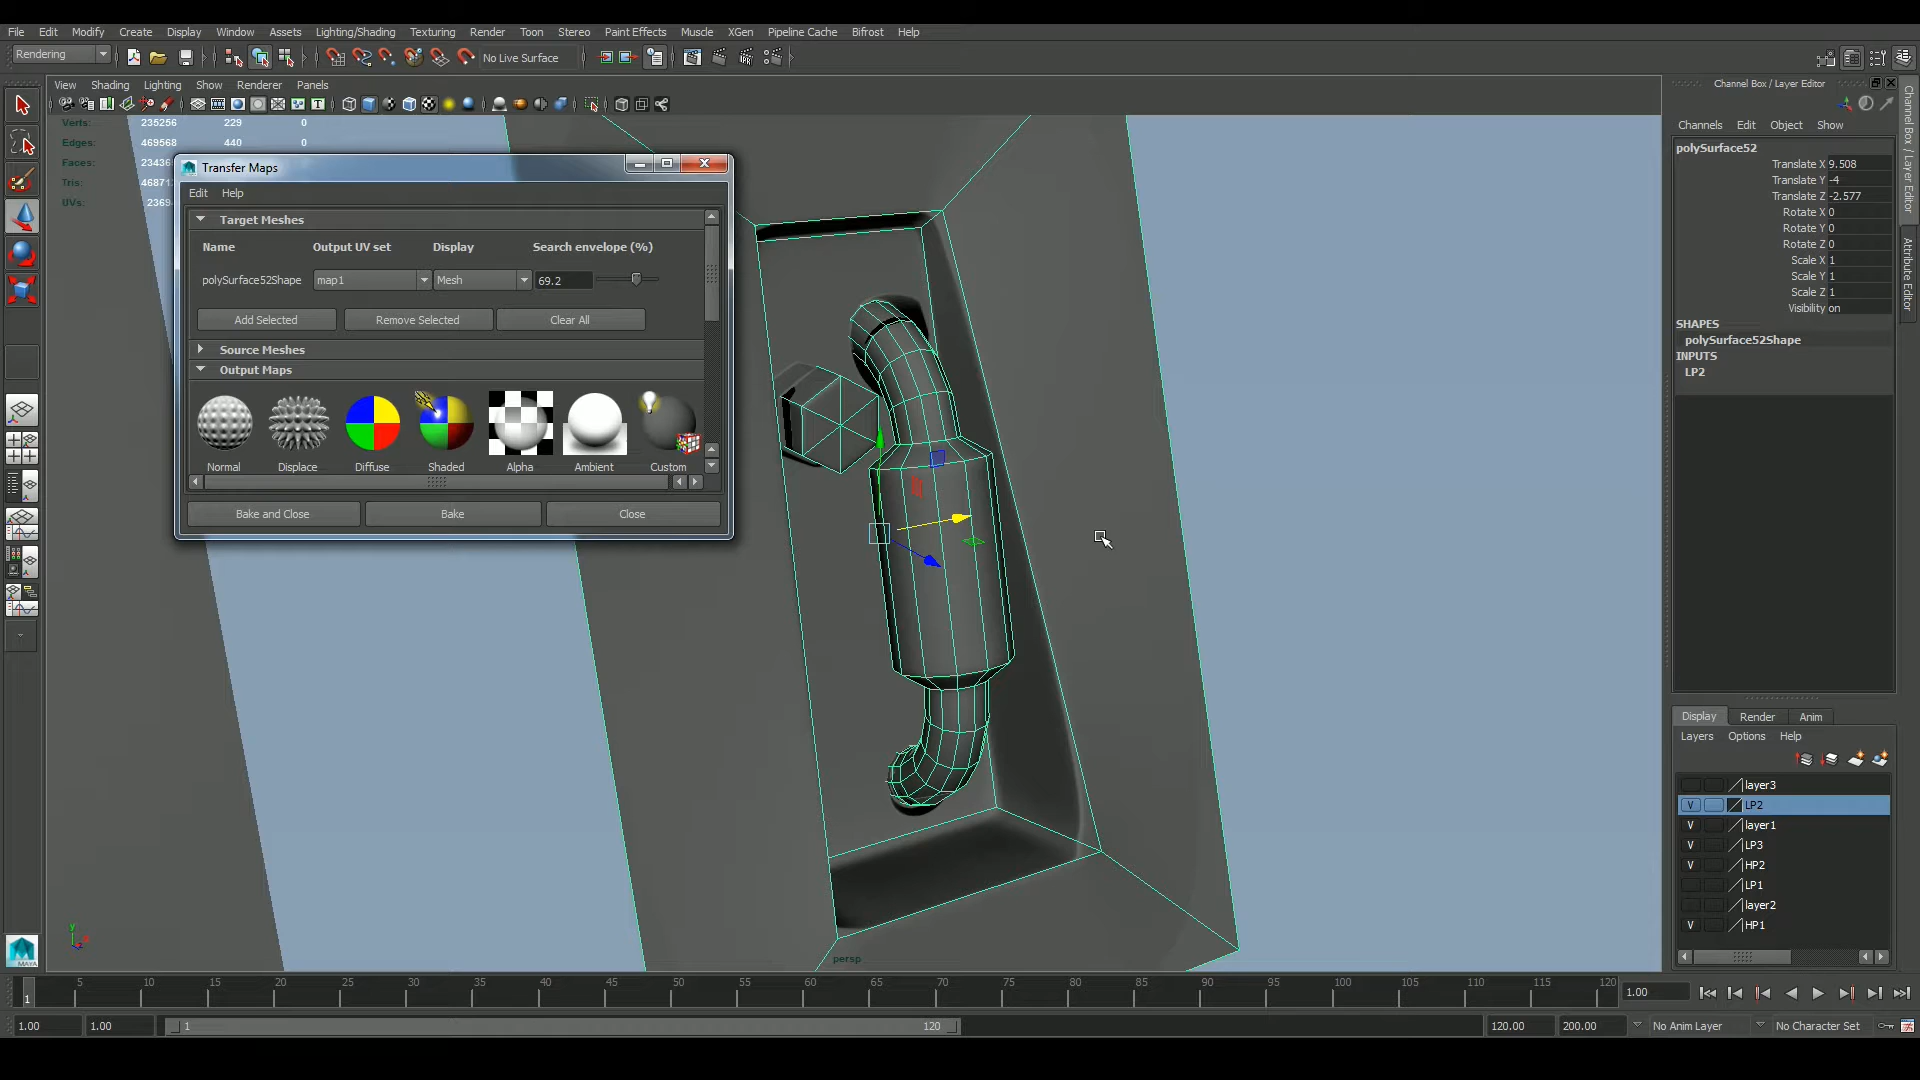 File Edit Modify Create Display Window Assets Lighting/Shading Texturing Render Toon Stereo Paint Effects Muscle XGen Pipeline Cache Bifrost Help
Rendering No Live Surface
View Shading Lighting Show Renderer Panels
Channel Box / Layer Editor
Channels Edit Object Show
Channel Box / Layer Editor
Attribute Editor
Verts: 235256 229 0
Edges: 469568 440 0
Faces:
Tris:
UVs:
Transfer Maps
Edit Help
Target Meshes
Name Output UV set Display Search envelope (%)
polySurface52Shape map1 Mesh 69.2
Add Selected Remove Selected Clear All
Source Meshes
Output Maps
Normal Displace Diffuse Shaded Alpha Ambient Custom
Bake and Close Bake Close
polySurface52
Translate X 9.508
Translate Y -4
Translate Z -2.577
Rotate X 0
Rotate Y 0
Rotate Z 0
Scale X 1
Scale Y 1
Scale Z 1
Visibility on
SHAPES
polySurface52Shape
INPUTS
LP2
Display Render Anim
Layers Options Help
layer3
V LP2
V layer1
V LP3
V HP2
LP1
layer2
V HP1
persp
MAYA
1 5 10 15 20 25 30 35 40 45 50 55 60 65 70 75 80 85 90 95 100 105 110 115 120 1.00
1.00 1.00 1 120 120.00 200.00 No Anim Layer No Character Set